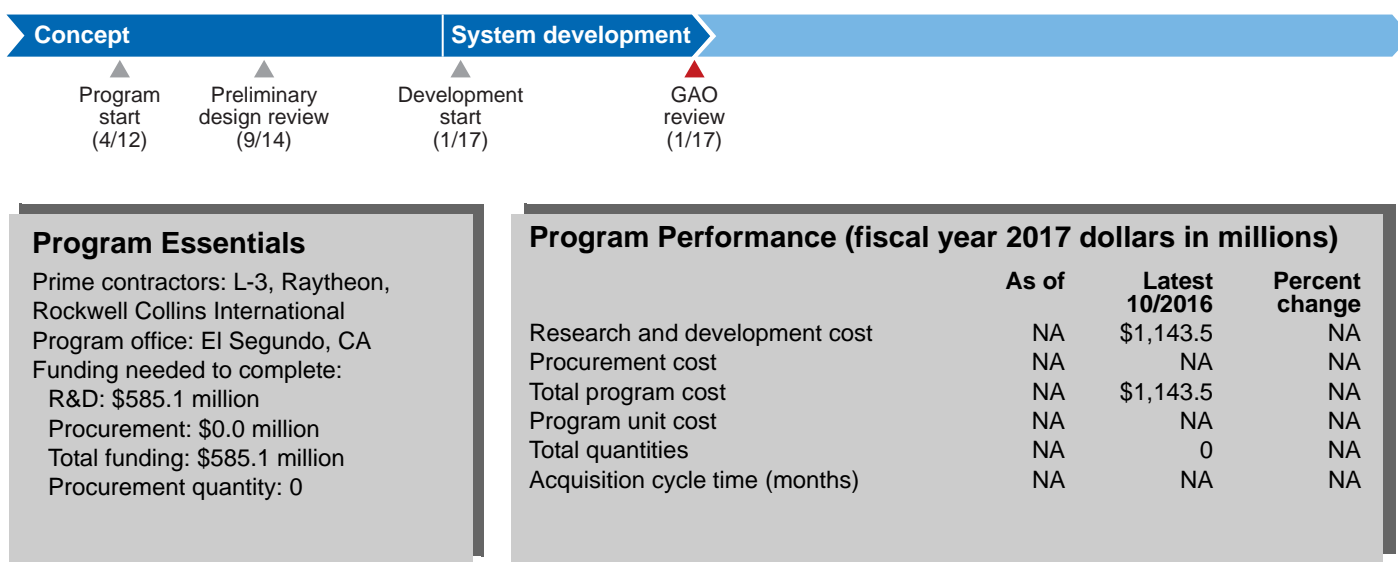 Concept
System development
Program
start
(4/12)
Preliminary
design review
(9/14)
Development
start
(1/17)
GAO
review
(1/17)
Program Essentials
Prime contractors: L-3, Raytheon,
Rockwell Collins International
Program office: El Segundo, CA
Funding needed to complete:
R&D: $585.1 million
Procurement: $0.0 million
Total funding: $585.1 million
Procurement quantity: 0
Program Performance (fiscal year 2017 dollars in millions)
As of Latest 10/2016 Percent change
Research and development cost NA $1,143.5 NA
Procurement cost NA NA NA
Total program cost NA $1,143.5 NA
Program unit cost NA NA NA
Total quantities NA 0 NA
Acquisition cycle time (months) NA NA NA